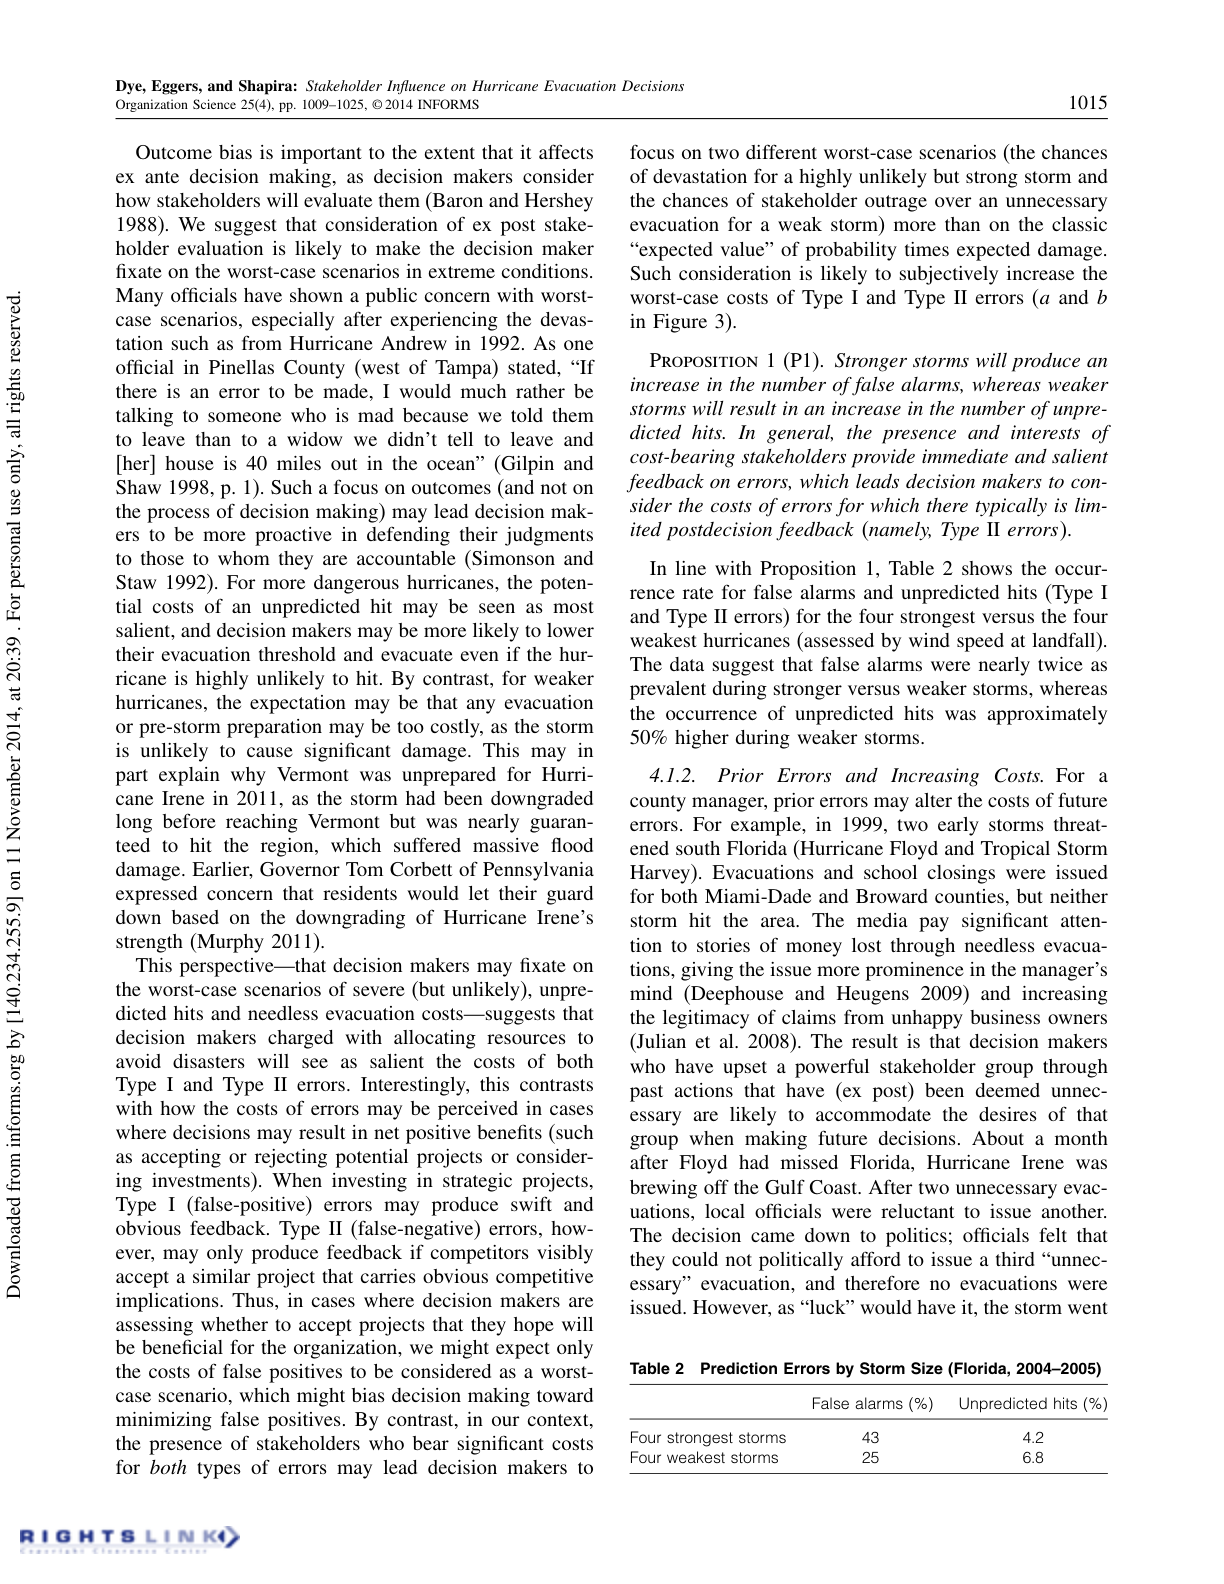 Dye, Eggers, and Shapira: Stakeholder Influence on Hurricane Evacuation Decisions
Organization Science 25(4), pp. 1009–1025, © 2014 INFORMS
1015
Outcome bias is important to the extent that it affects
ex ante decision making, as decision makers consider
how stakeholders will evaluate them (Baron and Hershey
1988). We suggest that consideration of ex post stake-
holder evaluation is likely to make the decision maker
fixate on the worst-case scenarios in extreme conditions.
Many officials have shown a public concern with worst-
case scenarios, especially after experiencing the devas-
tation such as from Hurricane Andrew in 1992. As one
official in Pinellas County (west of Tampa) stated, “If
there is an error to be made, I would much rather be
talking to someone who is mad because we told them
to leave than to a widow we didn’t tell to leave and
[her] house is 40 miles out in the ocean” (Gilpin and
Shaw 1998, p. 1). Such a focus on outcomes (and not on
the process of decision making) may lead decision mak-
ers to be more proactive in defending their judgments
to those to whom they are accountable (Simonson and
Staw 1992). For more dangerous hurricanes, the poten-
tial costs of an unpredicted hit may be seen as most
salient, and decision makers may be more likely to lower
their evacuation threshold and evacuate even if the hur-
ricane is highly unlikely to hit. By contrast, for weaker
hurricanes, the expectation may be that any evacuation
or pre-storm preparation may be too costly, as the storm
is unlikely to cause significant damage. This may in
part explain why Vermont was unprepared for Hurri-
cane Irene in 2011, as the storm had been downgraded
long before reaching Vermont but was nearly guaran-
teed to hit the region, which suffered massive flood
damage. Earlier, Governor Tom Corbett of Pennsylvania
expressed concern that residents would let their guard
down based on the downgrading of Hurricane Irene’s
strength (Murphy 2011).
This perspective—that decision makers may fixate on
the worst-case scenarios of severe (but unlikely), unpre-
dicted hits and needless evacuation costs—suggests that
decision makers charged with allocating resources to
avoid disasters will see as salient the costs of both
Type I and Type II errors. Interestingly, this contrasts
with how the costs of errors may be perceived in cases
where decisions may result in net positive benefits (such
as accepting or rejecting potential projects or consider-
ing investments). When investing in strategic projects,
Type I (false-positive) errors may produce swift and
obvious feedback. Type II (false-negative) errors, how-
ever, may only produce feedback if competitors visibly
accept a similar project that carries obvious competitive
implications. Thus, in cases where decision makers are
assessing whether to accept projects that they hope will
be beneficial for the organization, we might expect only
the costs of false positives to be considered as a worst-
case scenario, which might bias decision making toward
minimizing false positives. By contrast, in our context,
the presence of stakeholders who bear significant costs
for both types of errors may lead decision makers to
focus on two different worst-case scenarios (the chances
of devastation for a highly unlikely but strong storm and
the chances of stakeholder outrage over an unnecessary
evacuation for a weak storm) more than on the classic
“expected value” of probability times expected damage.
Such consideration is likely to subjectively increase the
worst-case costs of Type I and Type II errors (a and b
in Figure 3).
Proposition 1 (P1). Stronger storms will produce an
increase in the number of false alarms, whereas weaker
storms will result in an increase in the number of unpre-
dicted hits. In general, the presence and interests of
cost-bearing stakeholders provide immediate and salient
feedback on errors, which leads decision makers to con-
sider the costs of errors for which there typically is lim-
ited postdecision feedback (namely, Type II errors).
In line with Proposition 1, Table 2 shows the occur-
rence rate for false alarms and unpredicted hits (Type I
and Type II errors) for the four strongest versus the four
weakest hurricanes (assessed by wind speed at landfall).
The data suggest that false alarms were nearly twice as
prevalent during stronger versus weaker storms, whereas
the occurrence of unpredicted hits was approximately
50% higher during weaker storms.
4.1.2. Prior Errors and Increasing Costs. For a
county manager, prior errors may alter the costs of future
errors. For example, in 1999, two early storms threat-
ened south Florida (Hurricane Floyd and Tropical Storm
Harvey). Evacuations and school closings were issued
for both Miami-Dade and Broward counties, but neither
storm hit the area. The media pay significant atten-
tion to stories of money lost through needless evacua-
tions, giving the issue more prominence in the manager’s
mind (Deephouse and Heugens 2009) and increasing
the legitimacy of claims from unhappy business owners
(Julian et al. 2008). The result is that decision makers
who have upset a powerful stakeholder group through
past actions that have (ex post) been deemed unnec-
essary are likely to accommodate the desires of that
group when making future decisions. About a month
after Floyd had missed Florida, Hurricane Irene was
brewing off the Gulf Coast. After two unnecessary evac-
uations, local officials were reluctant to issue another.
The decision came down to politics; officials felt that
they could not politically afford to issue a third “unnec-
essary” evacuation, and therefore no evacuations were
issued. However, as “luck” would have it, the storm went
Table 2 Prediction Errors by Storm Size (Florida, 2004–2005)
False alarms (%) Unpredicted hits (%)
Four strongest storms 43 4.2
Four weakest storms 25 6.8
Downloaded from informs.org by [140.234.255.9] on 11 November 2014, at 20:39 . For personal use only, all rights reserved.
RIGHTSLINK
Copyright Clearance Center